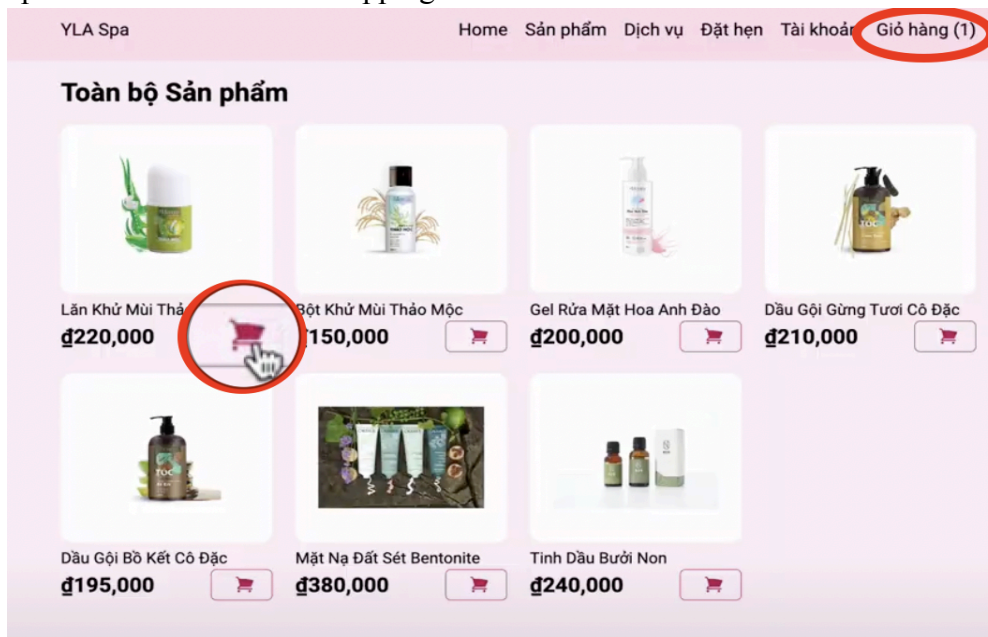 YLA Spa Home Sản phẩm Dịch vụ Đặt hẹn Tài khoản Giỏ hàng (1)
Toàn bộ Sản phẩm
Lăn Khử Mùi Bột Khử Mùi Thảo Mộc Gel Rửa Mặt Hoa Anh Đào Dầu Gội Gừng Tươi Cô Đặc
₫220,000 ₫150,000 ₫200,000 ₫210,000
TOC
Dầu Gội Bồ Kết Cô Đặc Mặt Nạ Đất Sét Bentonite Tinh Dầu Bưởi Non
₫195,000 ₫380,000 ₫240,000